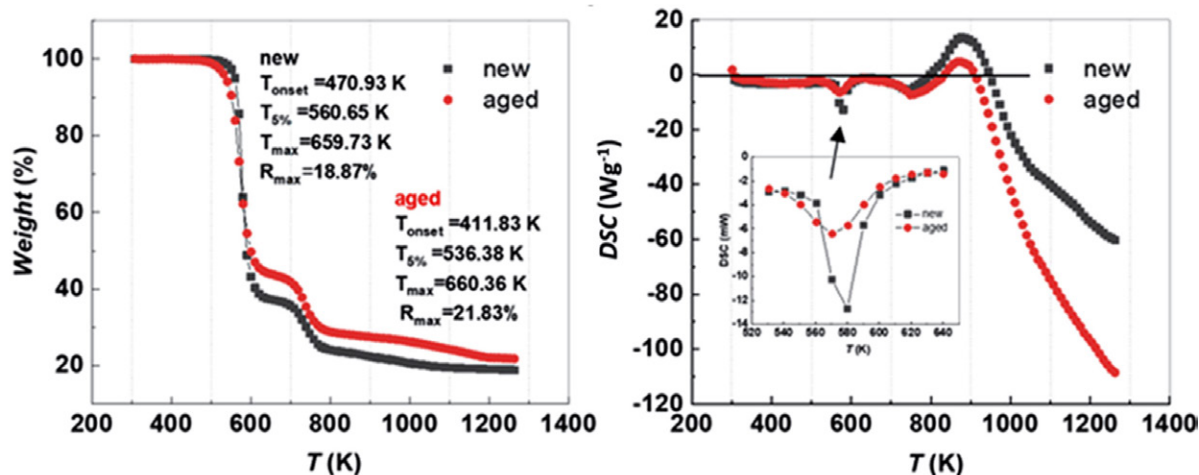 Weight (%)
100
80
60
40
20
200 400 600 800 1000 1200 1400
T (K)
new
T_onset =470.93 K
T_5% =560.65 K
T_max =659.73 K
R_max =18.87%
new
aged
aged
T_onset =411.83 K
T_5% =536.38 K
T_max =660.36 K
R_max =21.83%
DSC (Wg⁻¹)
20
0
-20
-40
-60
-80
-100
-120
200 400 600 800 1000 1200 1400
T (K)
new
aged
DSC (mW)
0
-2
-4
-6
-8
-10
-12
-14
520 540 560 580 600 620 640
T (K)
new
aged